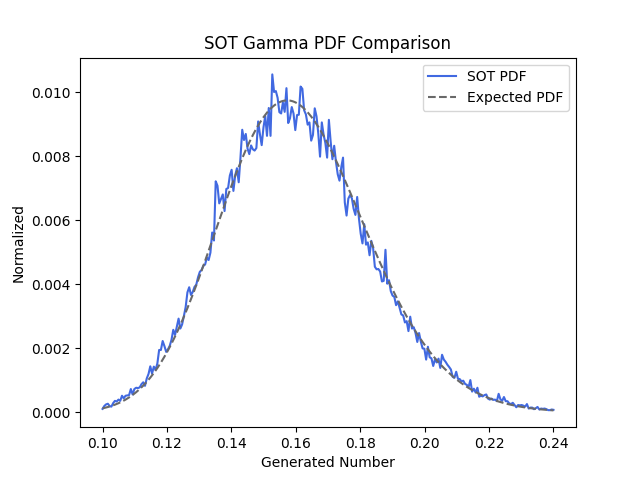 SOT Gamma PDF Comparison
SOT PDF
Expected PDF
Normalized
0.010
0.008
0.006
0.004
0.002
0.000
0.10 0.12 0.14 0.16 0.18 0.20 0.22 0.24
Generated Number